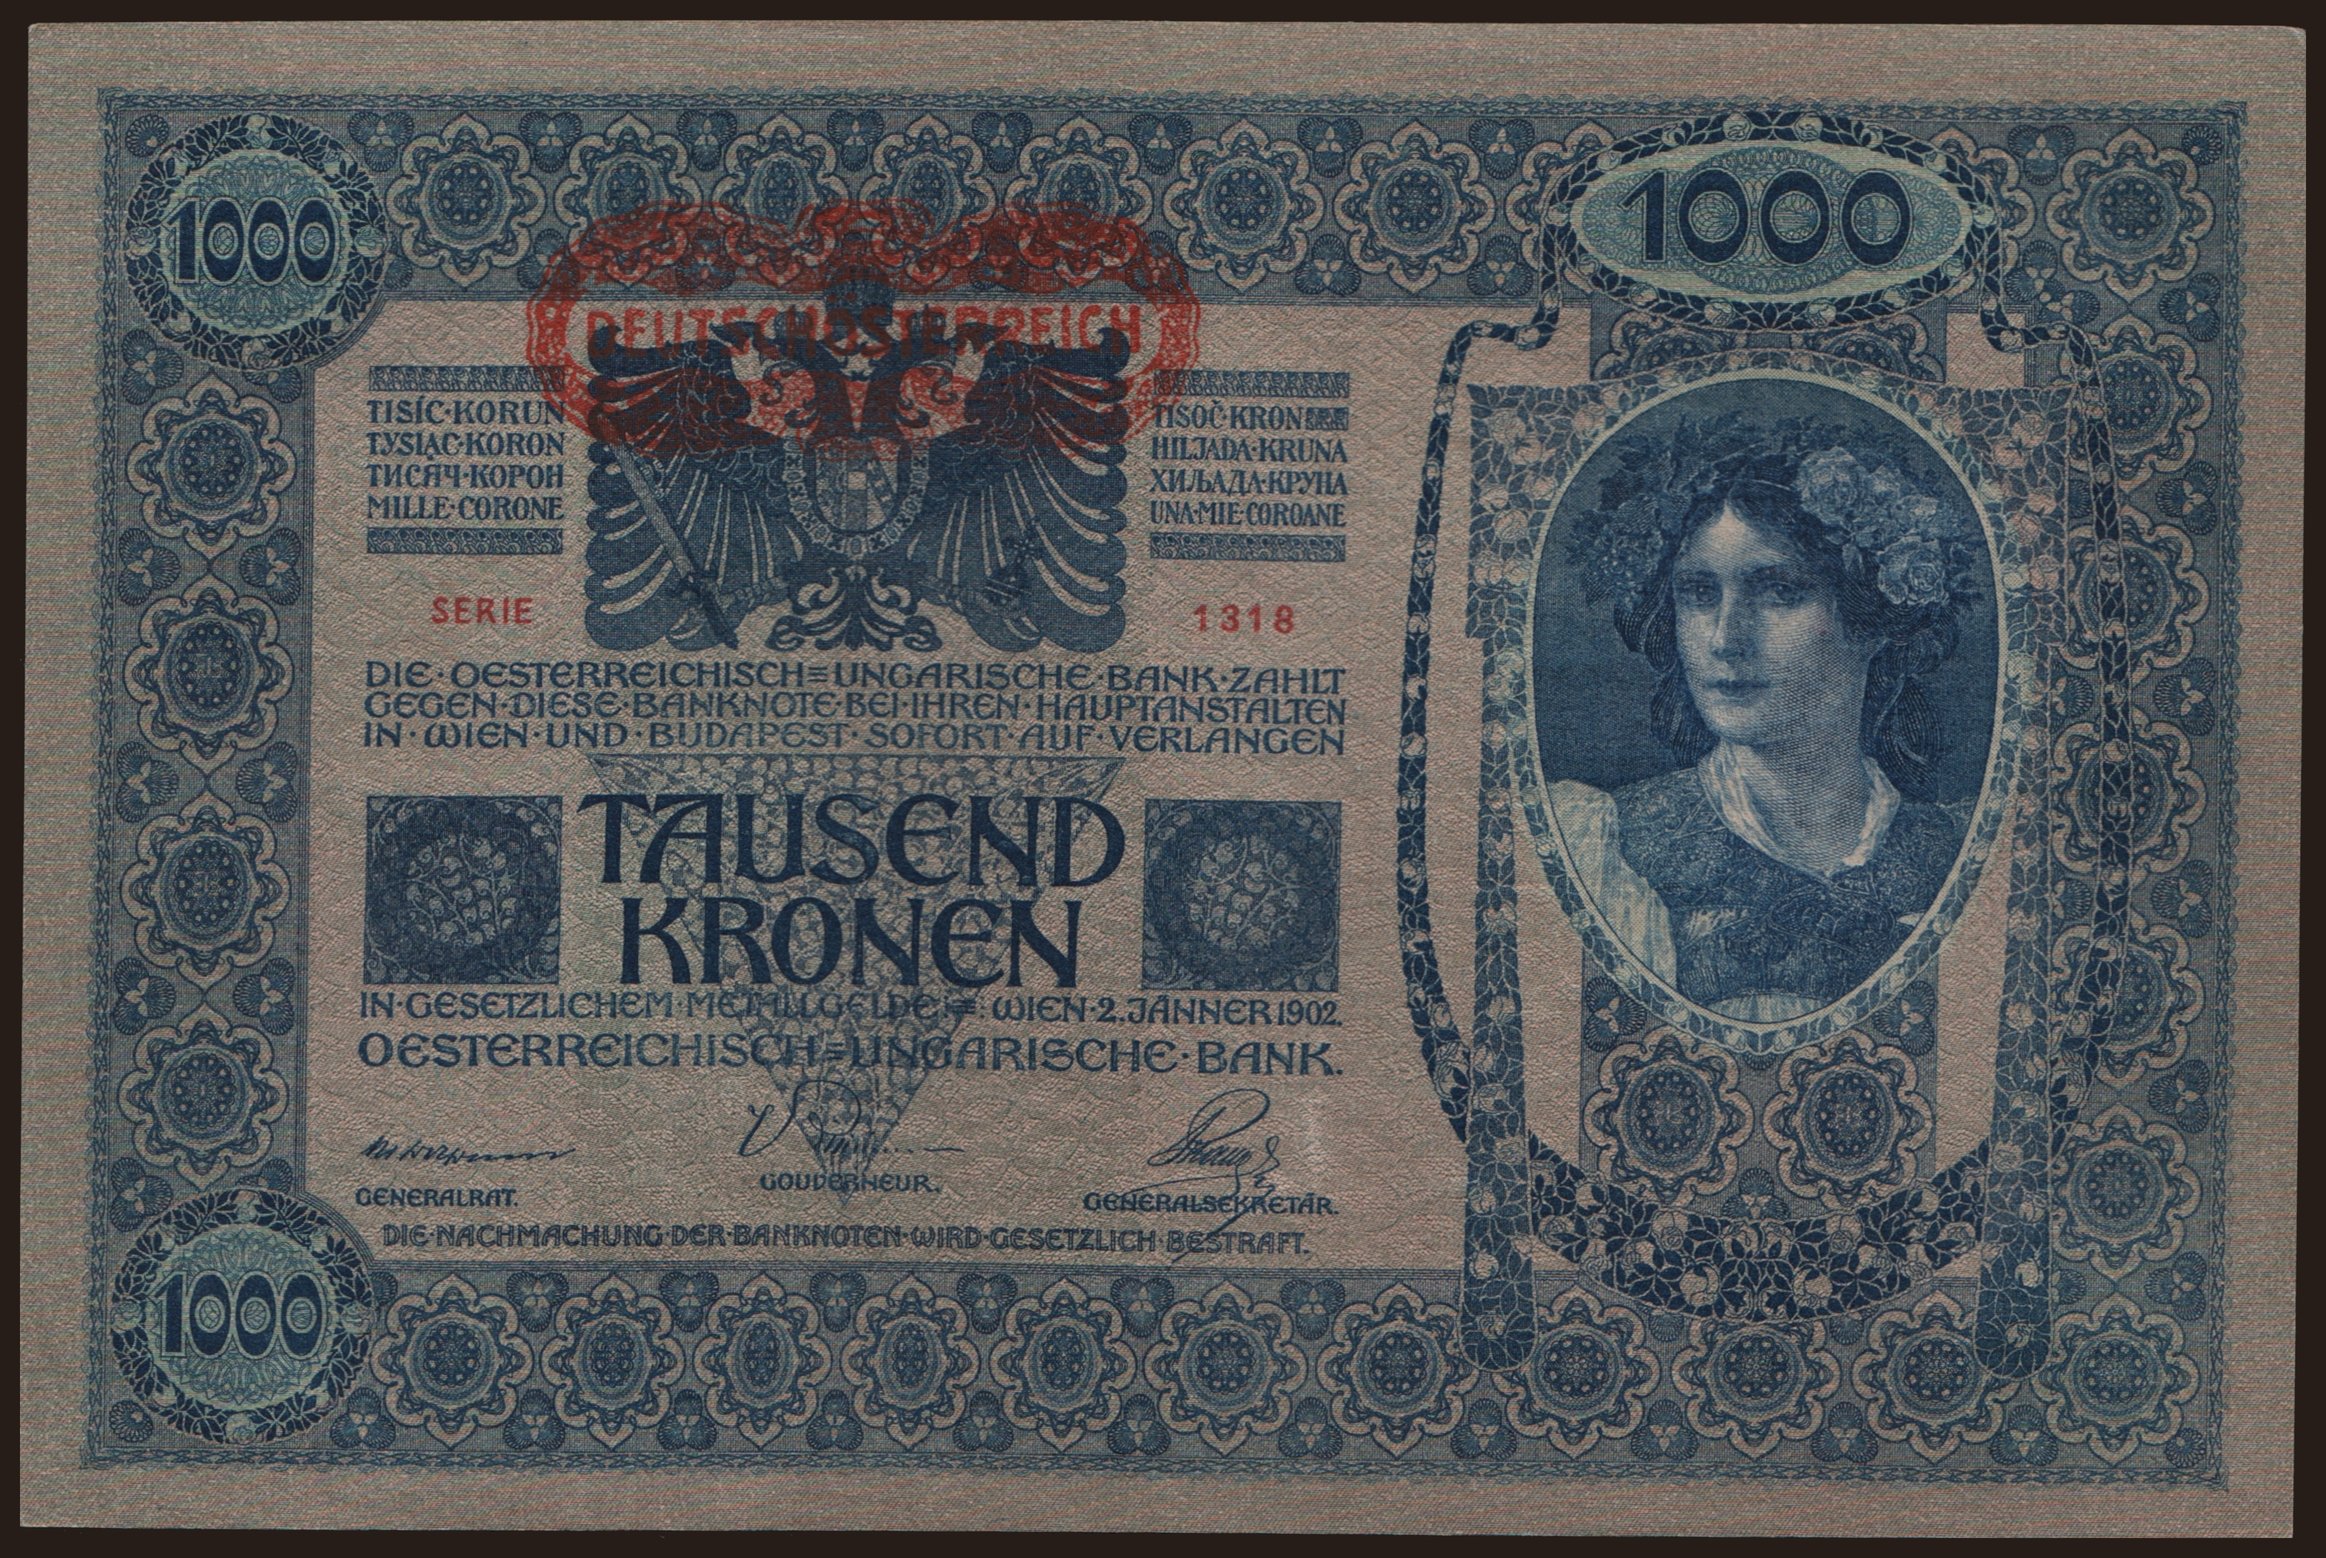 1000
1000
DEUTSCHÖSTERREICH
TISÍC·KORUN
TYSIĄC·KORON
ТИСЯЧ·КОРОН
MILLE·CORONE
TISOČ·KRON
HILJADA·KRUNA
ХИЉАДА·КРУНА
UNA·MIE·COROANE
SERIE 1318
DIE·OESTERREICHISCH=UNGARISCHE·BANK·ZAHLT
GEGEN·DIESE·BANKNOTE·BEI·IHREN·HAUPTANSTALTEN
IN·WIEN·UND·BUDAPEST·SOFORT·AUF·VERLANGEN
TAUSEND
KRONEN
IN·GESETZLICHEM·METALLGELDE:=:WIEN·2.JÄNNER 1902.
OESTERREICHISCH=UNGARISCHE·BANK.
GENERALRAT.
GOUVERNEUR.
GENERALSEKRETÄR.
DIE·NACHMACHUNG·DER·BANKNOTEN·WIRD·GESETZLICH·BESTRAFT.
1000